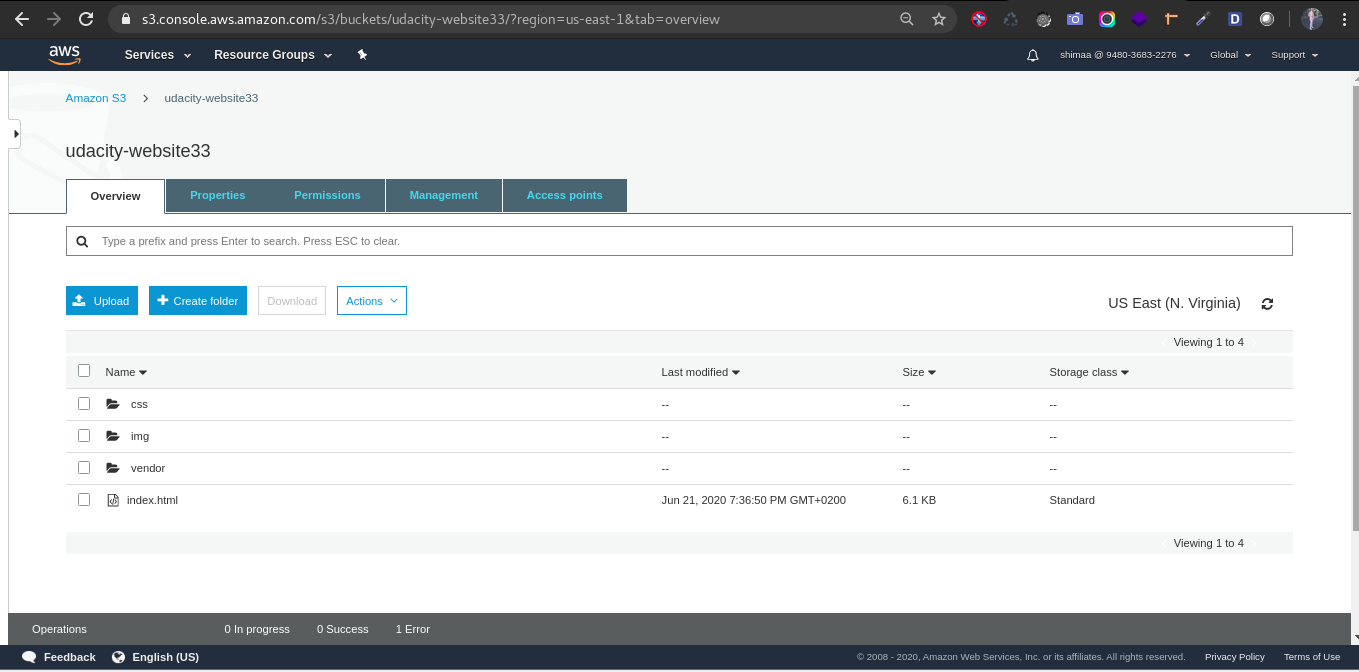 s3.console.aws.amazon.com/s3/buckets/udacity-website33/?region=us-east-1&tab=overview
aws Services Resource Groups shimaa @ 9480-3683-2276 Global Support
Amazon S3 udacity-website33
udacity-website33
Overview Properties Permissions Management Access points
Type a prefix and press Enter to search. Press ESC to clear.
Upload Create folder Download Actions US East (N. Virginia)
Viewing 1 to 4
Name Last modified Size Storage class
css -- -- --
img -- -- --
vendor -- -- --
index.html Jun 21, 2020 7:36:50 PM GMT+0200 6.1 KB Standard
Viewing 1 to 4
Operations 0 In progress 0 Success 1 Error
Feedback English (US) © 2008 - 2020, Amazon Web Services, Inc. or its affiliates. All rights reserved. Privacy Policy Terms of Use